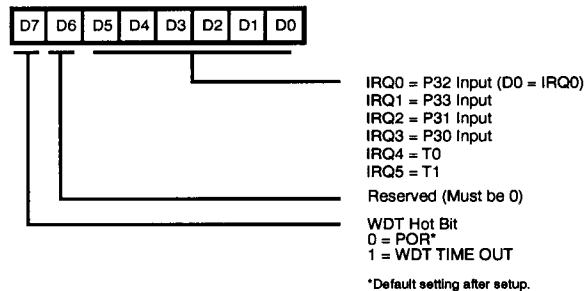 D7 D6 D5 D4 D3 D2 D1 D0
IRQ0 = P32 Input (D0 = IRQ0)
IRQ1 = P33 Input
IRQ2 = P31 Input
IRQ3 = P30 Input
IRQ4 = T0
IRQ5 = T1
Reserved (Must be 0)
WDT Hot Bit
0 = POR*
1 = WDT TIME OUT
*Default setting after setup.